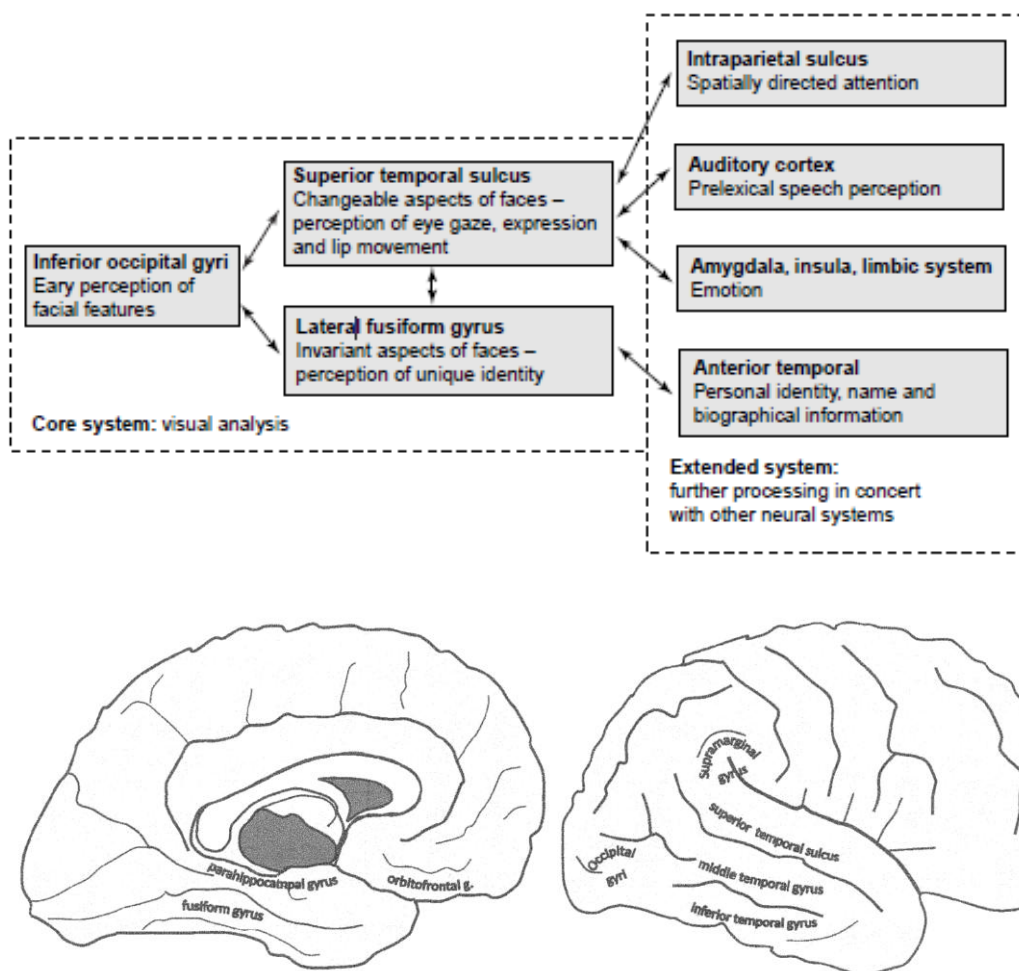 Intraparietal sulcus
Spatially directed attention
Superior temporal sulcus
Changeable aspects of faces –
perception of eye gaze, expression
and lip movement
Auditory cortex
Prelexical speech perception
Inferior occipital gyri
Eary perception of
facial features
Amygdala, insula, limbic system
Emotion
Lateral fusiform gyrus
Invariant aspects of faces –
perception of unique identity
Anterior temporal
Personal identity, name and
biographical information
Core system: visual analysis
Extended system:
further processing in concert
with other neural systems
parahippocampal gyrus
orbitofrontal g.
fusiform gyrus
Supramarginal
gyrus
superior temporal sulcus
Occipital
gyri
middle temporal gyrus
inferior temporal gyrus